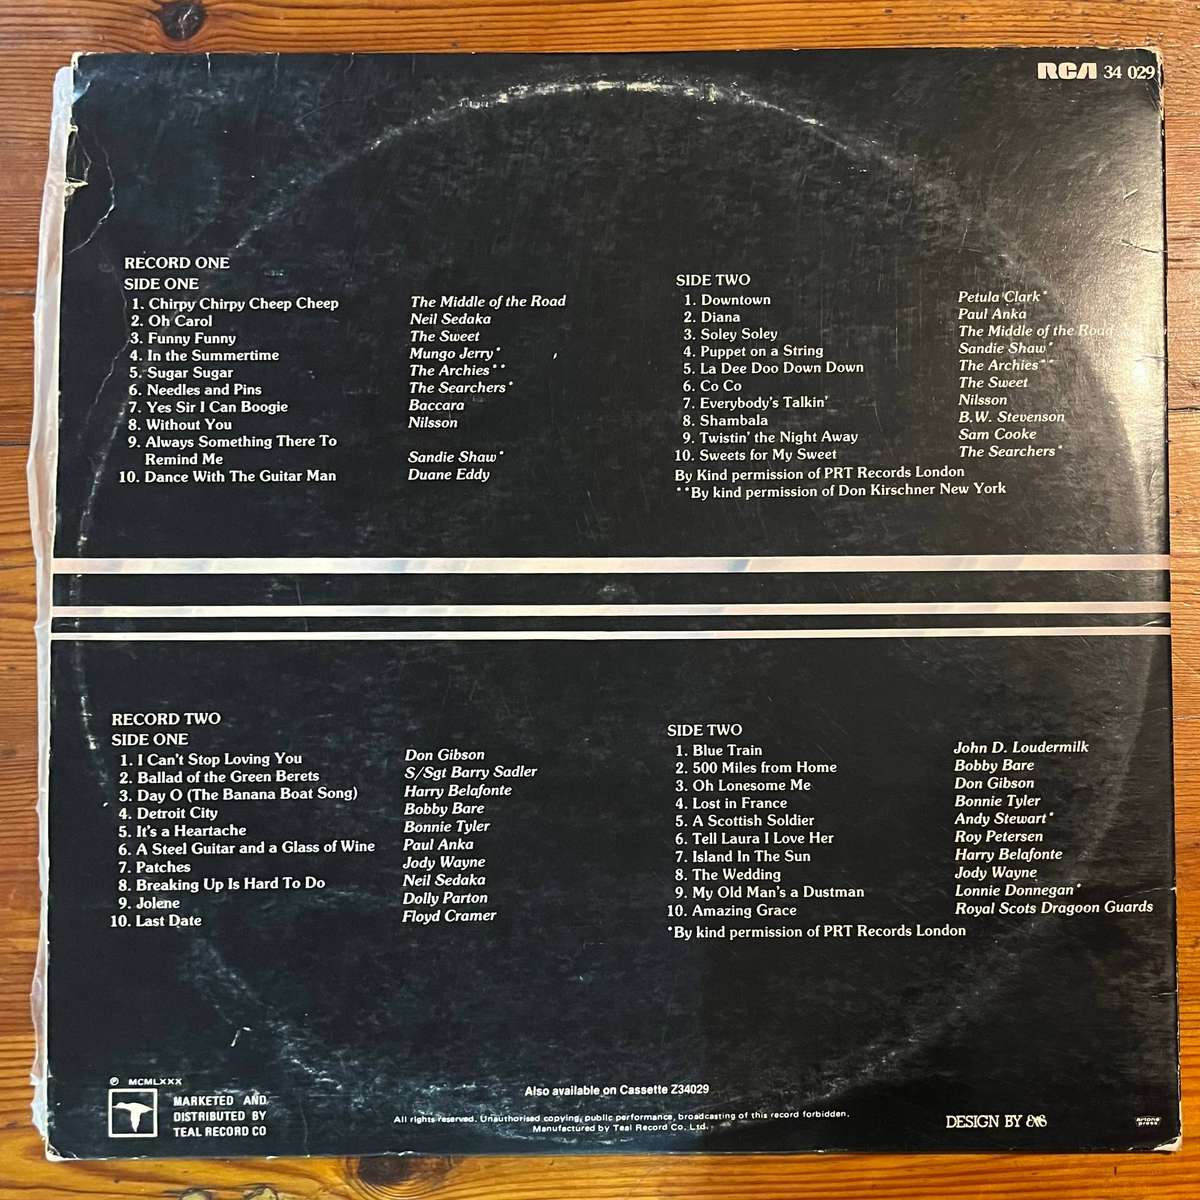 RCA 34 029
RECORD ONE
SIDE ONE
1. Chirpy Chirpy Cheep Cheep The Middle of the Road
2. Oh Carol Neil Sedaka
3. Funny Funny The Sweet
4. In the Summertime Mungo Jerry*
5. Sugar Sugar The Archies**
6. Needles and Pins The Searchers*
7. Yes Sir I Can Boogie Baccara
8. Without You Nilsson
9. Always Something There To
Remind Me Sandie Shaw*
10. Dance With The Guitar Man Duane Eddy
SIDE TWO
1. Downtown Petula Clark*
2. Diana Paul Anka
3. Soley Soley The Middle of the Road
4. Puppet on a String Sandie Shaw*
5. La Dee Doo Down Down The Archies**
6. Co Co The Sweet
7. Everybody's Talkin' Nilsson
8. Shambala B.W. Stevenson
9. Twistin' the Night Away Sam Cooke
10. Sweets for My Sweet The Searchers*
By Kind permission of PRT Records London
**By kind permission of Don Kirschner New York
RECORD TWO
SIDE ONE
1. I Can't Stop Loving You Don Gibson
2. Ballad of the Green Berets S/Sgt Barry Sadler
3. Day O (The Banana Boat Song) Harry Belafonte
4. Detroit City Bobby Bare
5. It's a Heartache Bonnie Tyler
6. A Steel Guitar and a Glass of Wine Paul Anka
7. Patches Jody Wayne
8. Breaking Up Is Hard To Do Neil Sedaka
9. Jolene Dolly Parton
10. Last Date Floyd Cramer
SIDE TWO
1. Blue Train John D. Loudermilk
2. 500 Miles from Home Bobby Bare
3. Oh Lonesome Me Don Gibson
4. Lost in France Bonnie Tyler
5. A Scottish Soldier Andy Stewart*
6. Tell Laura I Love Her Roy Petersen
7. Island In The Sun Harry Belafonte
8. The Wedding Jody Wayne
9. My Old Man's a Dustman Lonnie Donnegan*
10. Amazing Grace Royal Scots Dragoon Guards
*By kind permission of PRT Records London
℗ MCMLXXX
MARKETED AND
DISTRIBUTED BY
TEAL RECORD CO
Also available on Cassette Z34029
All rights reserved. Unauthorised copying, public performance, broadcasting of this record forbidden.
Manufactured by Teal Record Co. Ltd.
DESIGN BY
artone
press